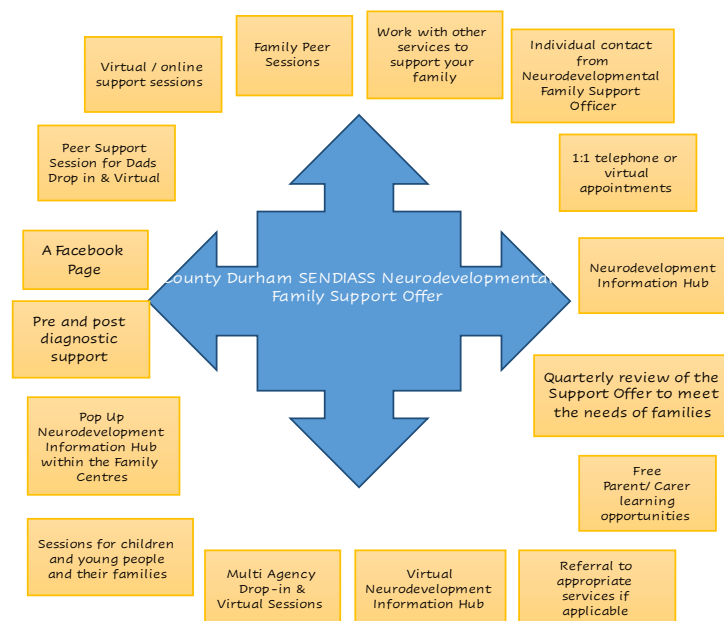 Family Peer
Sessions
Work with other
services to
support your
family
Individual contact
from
Neurodevelopmental
Family Support
Officer
Virtual / online
support sessions
Peer Support
Session for Dads
Drop in & Virtual
1:1 telephone or
virtual
appointments
A Facebook
Page
County Durham SENDIASS Neurodevelopmental
Family Support Offer
Neurodevelopment
Information Hub
Pre and post
diagnostic
support
Quarterly review of the
Support Offer to meet
the needs of families
Pop Up
Neurodevelopment
Information Hub
within the Family
Centres
Free
Parent/ Carer
learning
opportunities
Sessions for children
and young people
and their families
Multi Agency
Drop-in &
Virtual Sessions
Virtual
Neurodevelopment
Information Hub
Referral to
appropriate
services if
applicable